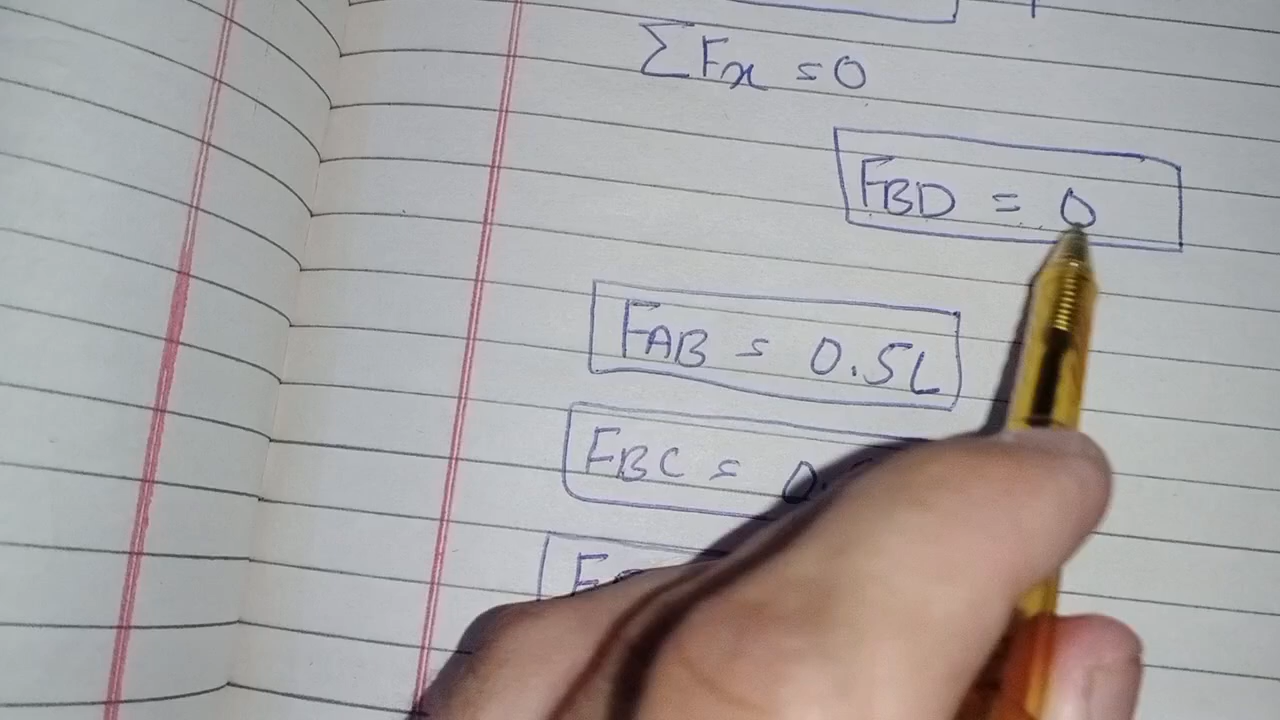 ΣFx = 0
FBD = 0
FAB = 0.5L
FBC = 0.